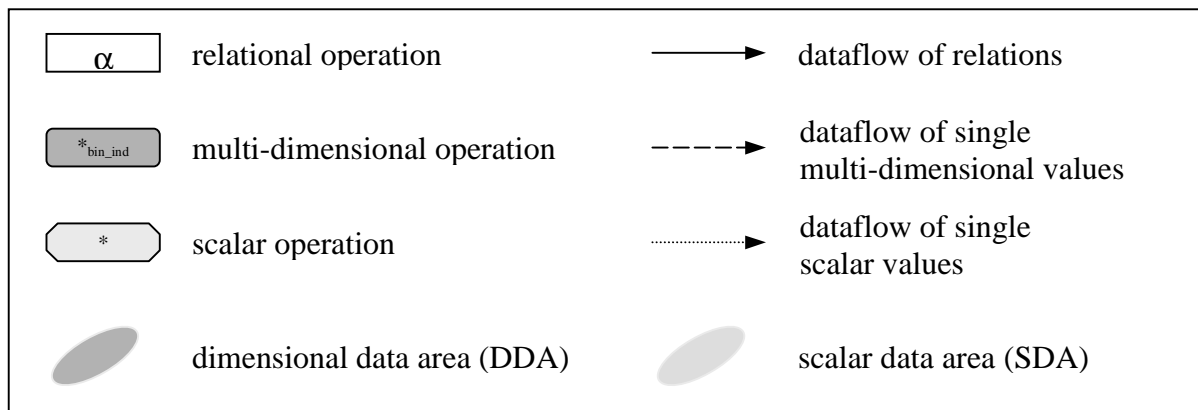 α relational operation
dataflow of relations
*bin_ind multi-dimensional operation
dataflow of single
multi-dimensional values
* scalar operation
dataflow of single
scalar values
dimensional data area (DDA)
scalar data area (SDA)